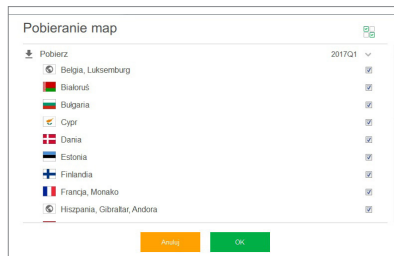 Pobieranie map
Pobierz 2017Q1
Belgia, Luksemburg
Białoruś
Bułgaria
Cypr
Dania
Estonia
Finlandia
Francja, Monako
Hiszpania, Gibraltar, Andora
Anuluj OK